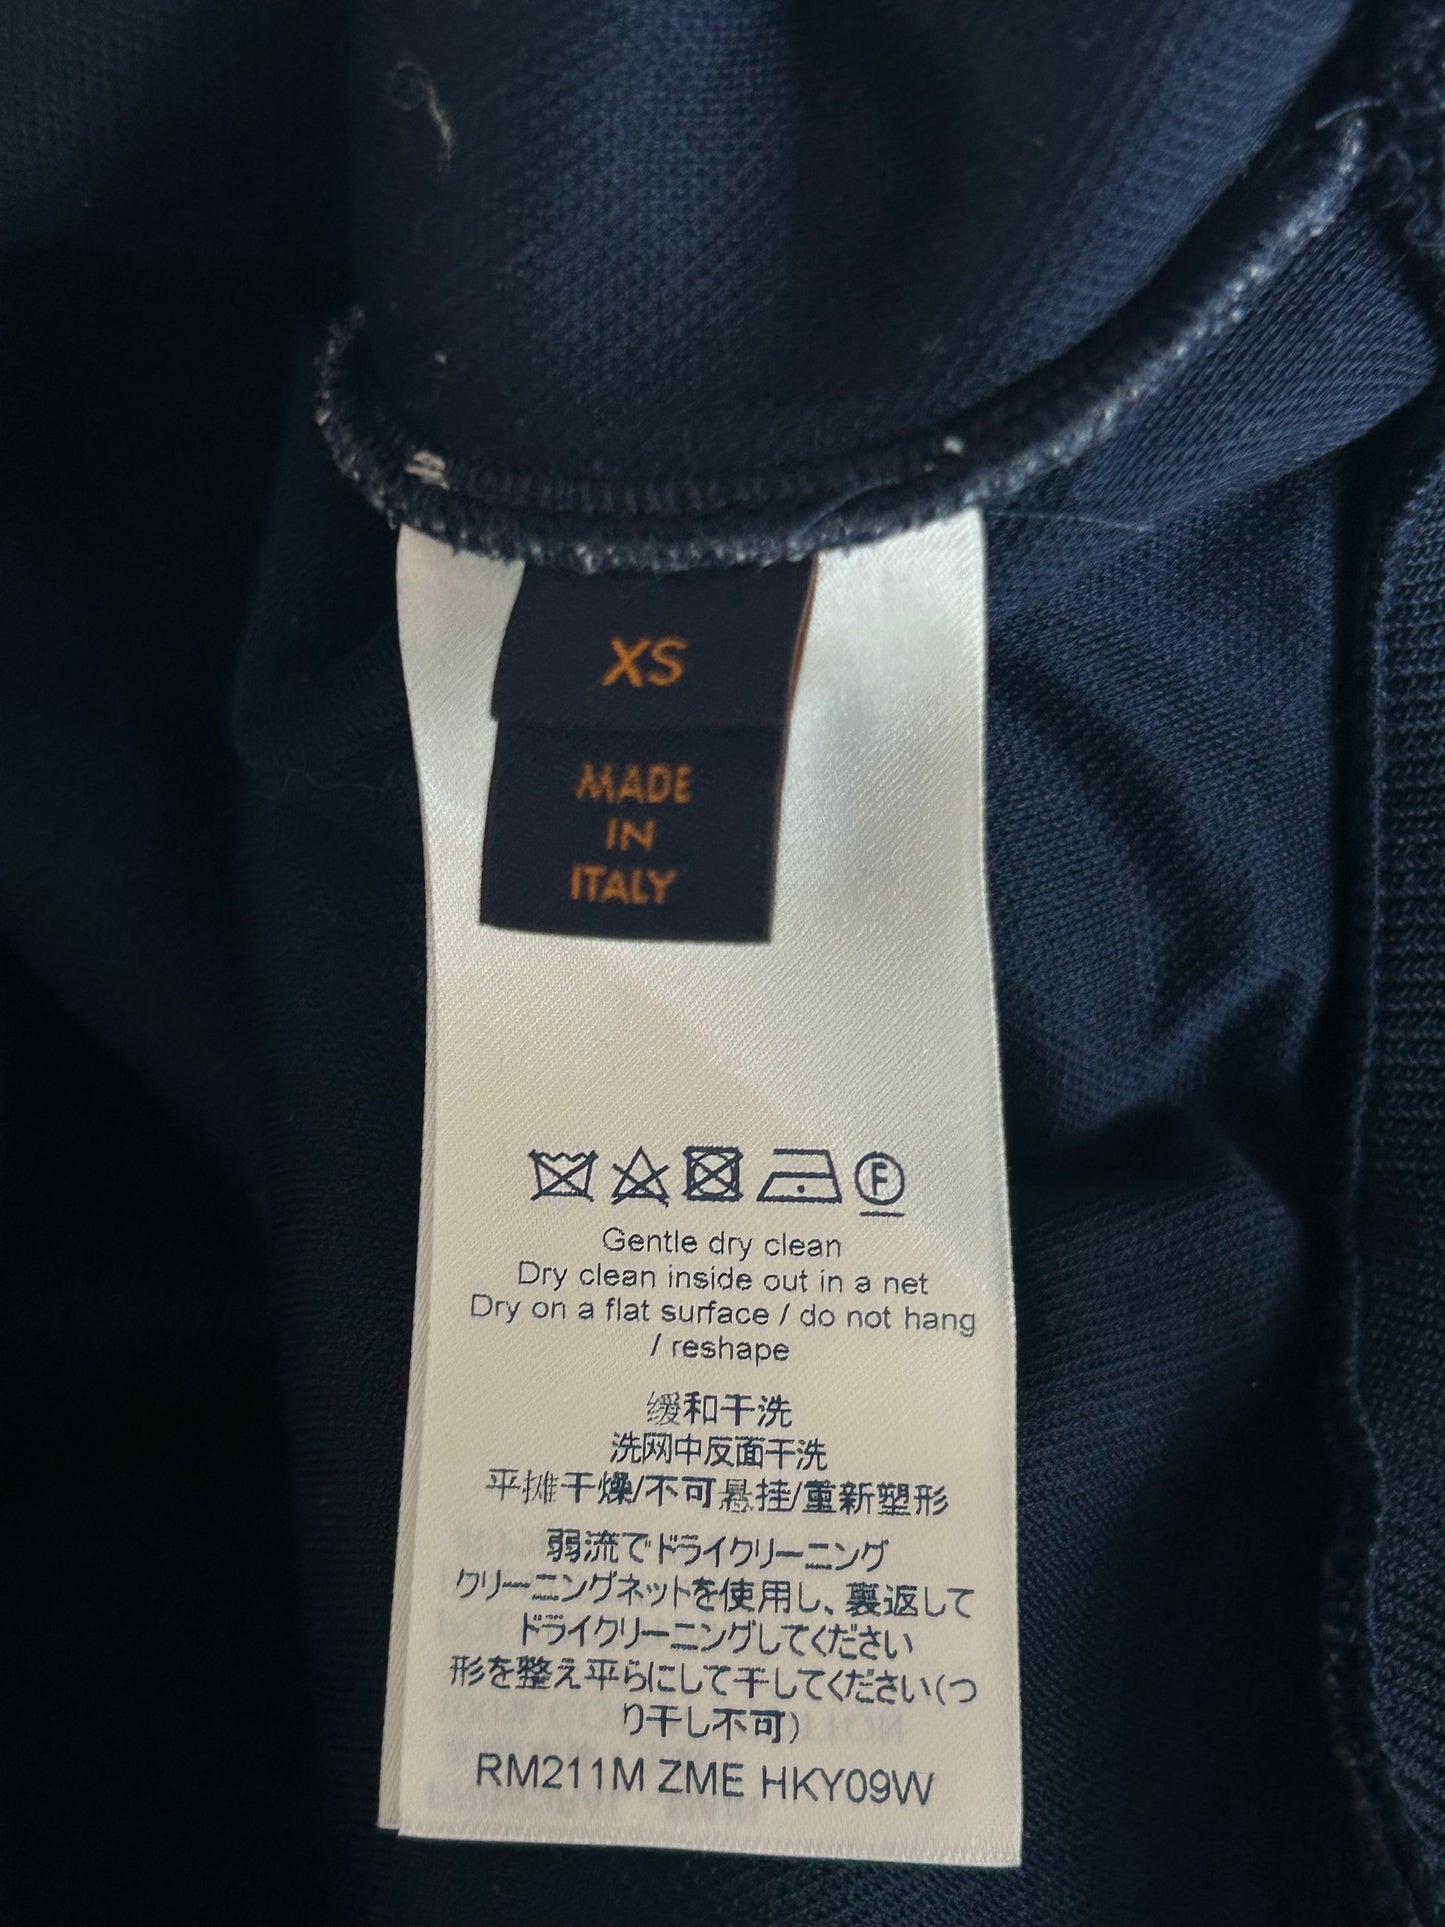 XS
MADE
IN
ITALY
F
Gentle dry clean
Dry clean inside out in a net
Dry on a flat surface / do not hang
/ reshape
缓和干洗
洗网中反面干洗
平摊干燥/不可悬挂/重新塑形
弱流でドライクリーニング
クリーニングネットを使用し、裏返して
ドライクリーニングしてください
形を整え平らにして干してください(つ
り干し不可)
RM211M ZME HKY09W